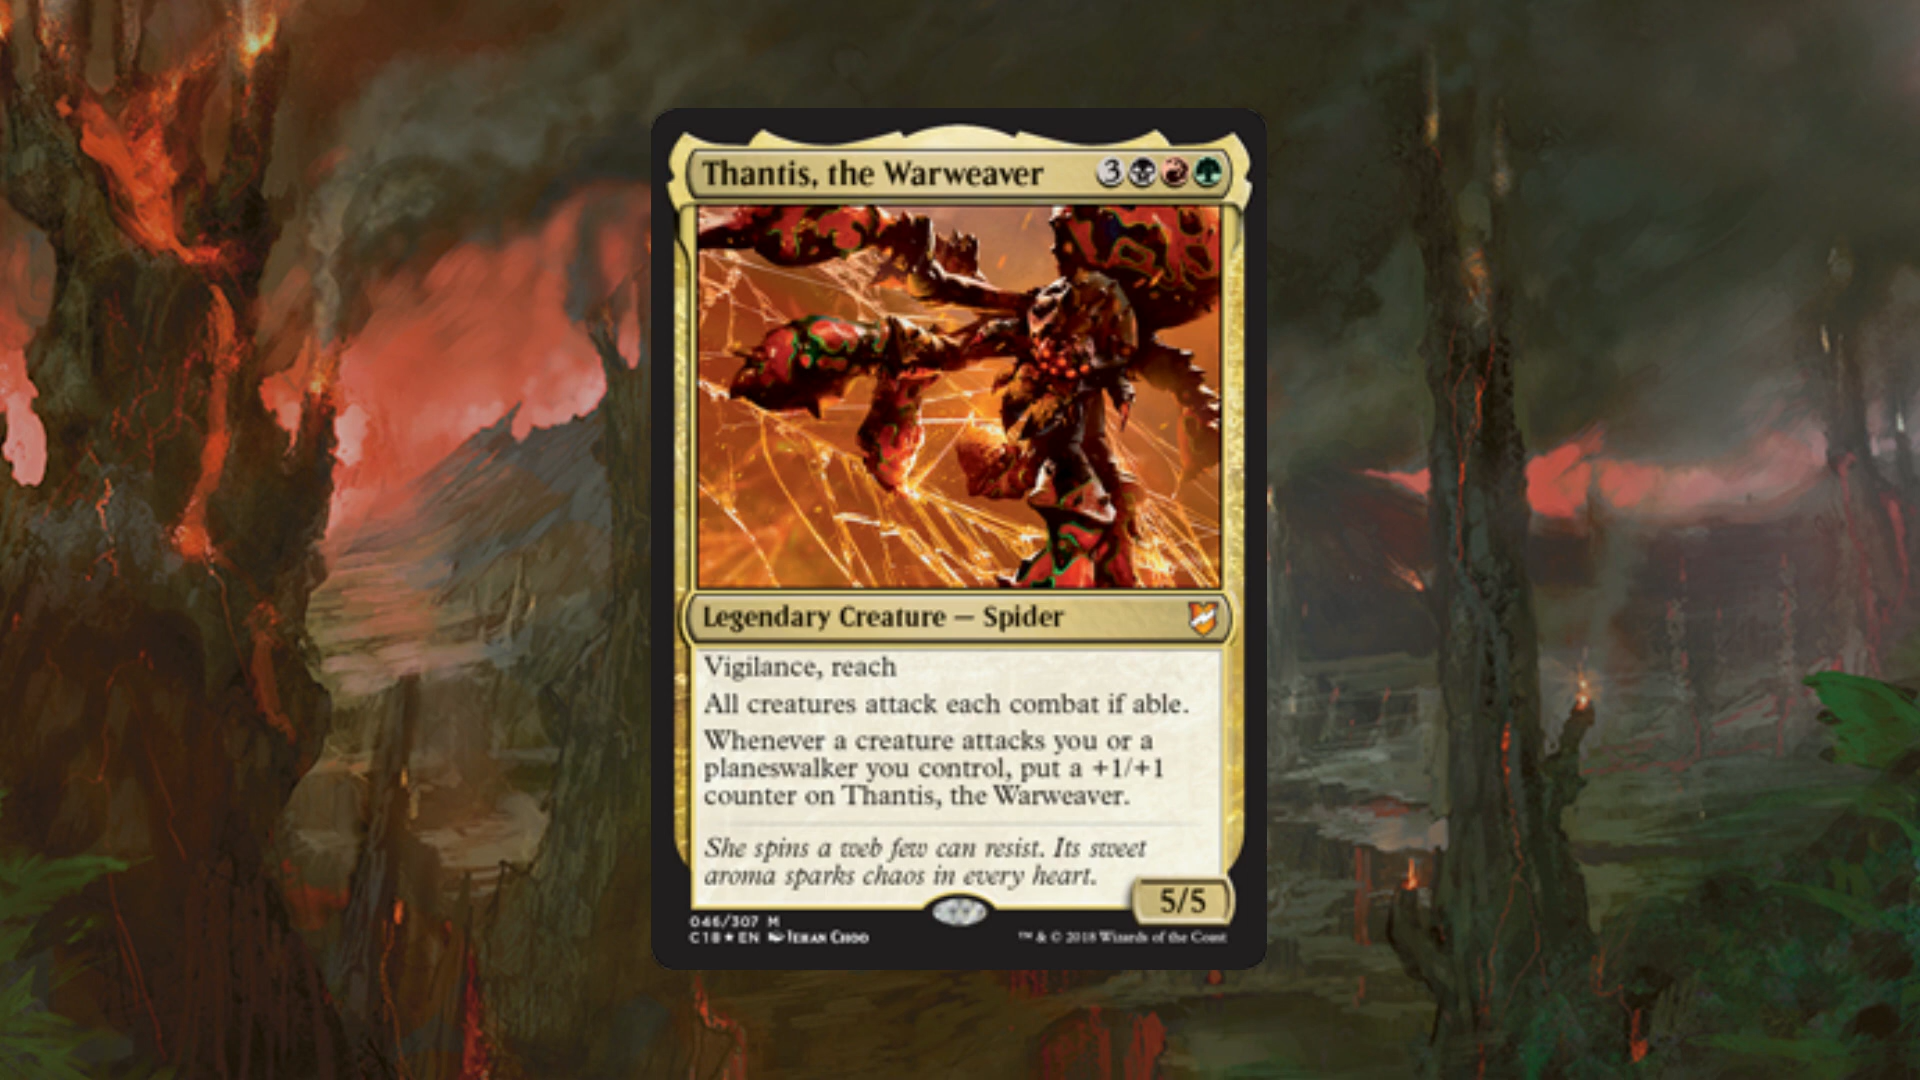 Thantis, the Warweaver 3
Legendary Creature — Spider
Vigilance, reach
All creatures attack each combat if able.
Whenever a creature attacks you or a
planeswalker you control, put a +1/+1
counter on Thantis, the Warweaver.
She spins a web few can resist. Its sweet
aroma sparks chaos in every heart.
5/5
046/307 M
C18★EN Jehan Choo
™ & © 2018 Wizards of the Coast